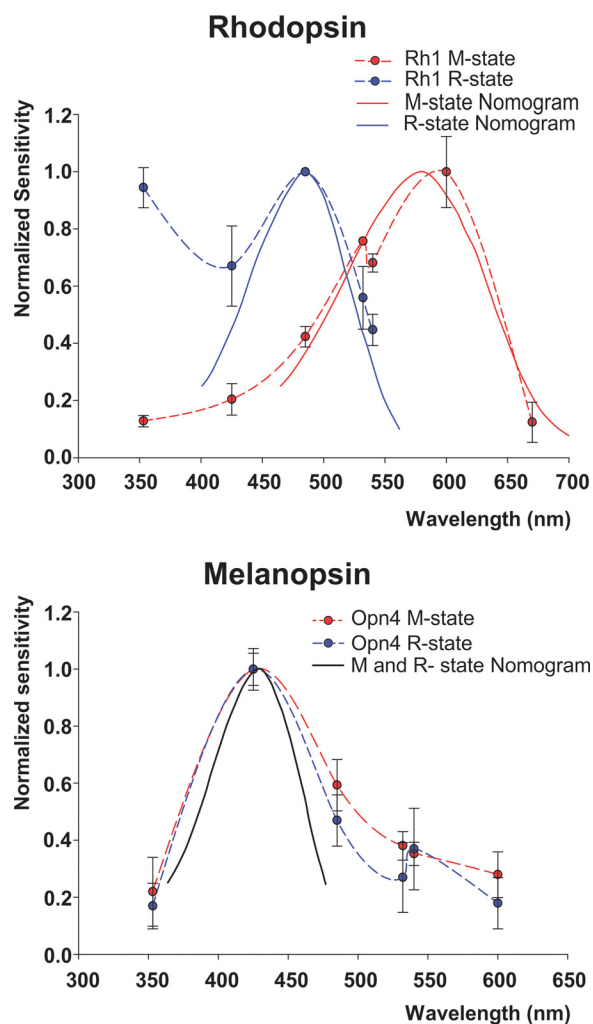 Rhodopsin
Rh1 M-state
Rh1 R-state
M-state Nomogram
R-state Nomogram
Normalized Sensitivity
1.2
1.0
0.8
0.6
0.4
0.2
0.0
300 350 400 450 500 550 600 650 700
Wavelength (nm)
Melanopsin
Opn4 M-state
Opn4 R-state
M and R- state Nomogram
Normalized sensitivity
1.2
1.0
0.8
0.6
0.4
0.2
0.0
300 350 400 450 500 550 600 650
Wavelength (nm)